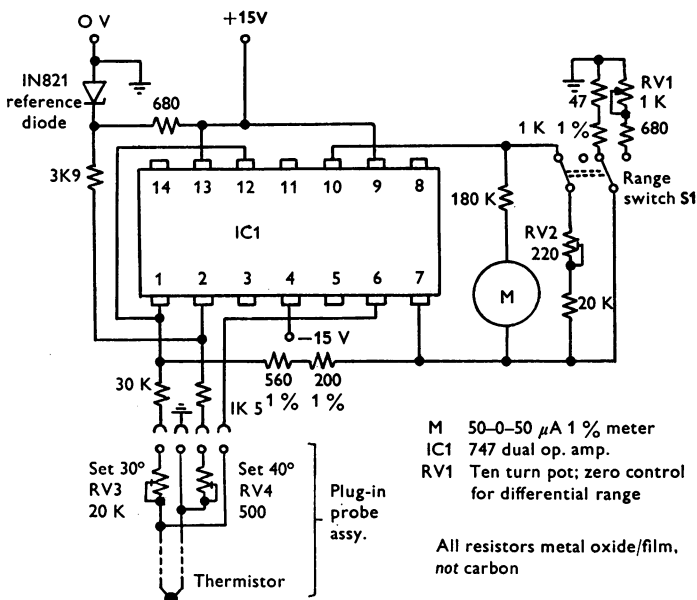 O V
+15V
IN821
reference
diode
680
3K9
47
RV1
1 K
1 K 1 %
680
Range
switch S1
14 13 12 11 10 9 8
IC1
1 2 3 4 5 6 7
180 K
RV2
220
M
20 K
−15 V
30 K
IK 5
560
1 %
200
1 %
Set 30°
RV3
20 K
Set 40°
RV4
500
Plug-in
probe
assy.
Thermistor
M 50–0–50 μA 1 % meter
IC1 747 dual op. amp.
RV1 Ten turn pot; zero control
for differential range
All resistors metal oxide/film,
not carbon